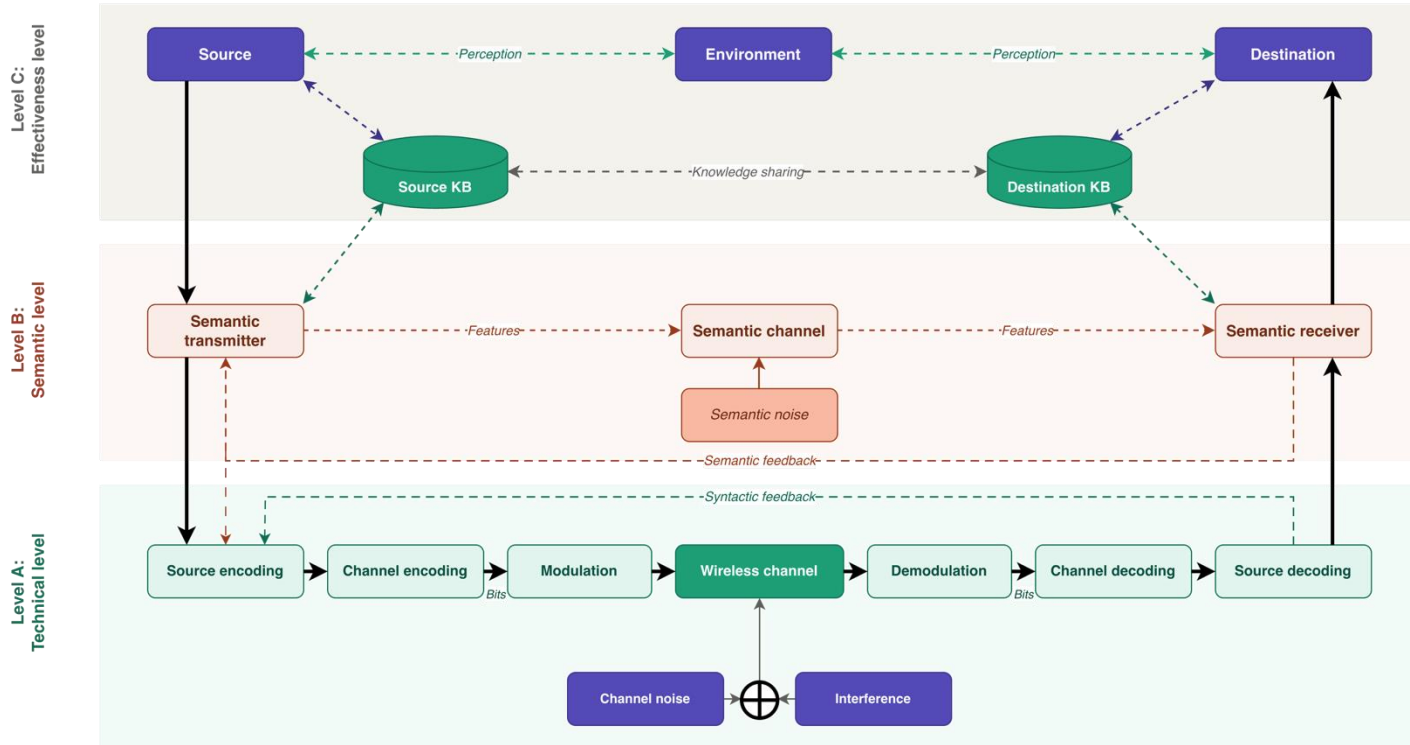 Level C:
Effectiveness level
Source
Perception
Environment
Perception
Destination
Source KB
Knowledge sharing
Destination KB
Level B:
Semantic level
Semantic
transmitter
Features
Semantic channel
Features
Semantic receiver
Semantic noise
Semantic feedback
Level A:
Technical level
Syntactic feedback
Source encoding
Channel encoding
Bits
Modulation
Wireless channel
Demodulation
Bits
Channel decoding
Source decoding
Channel noise
Interference